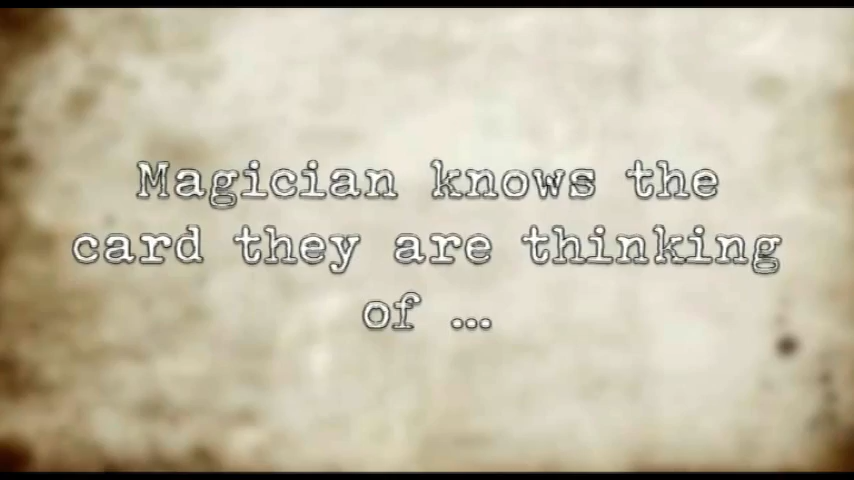 Magician knows the
card they are thinking
of ...